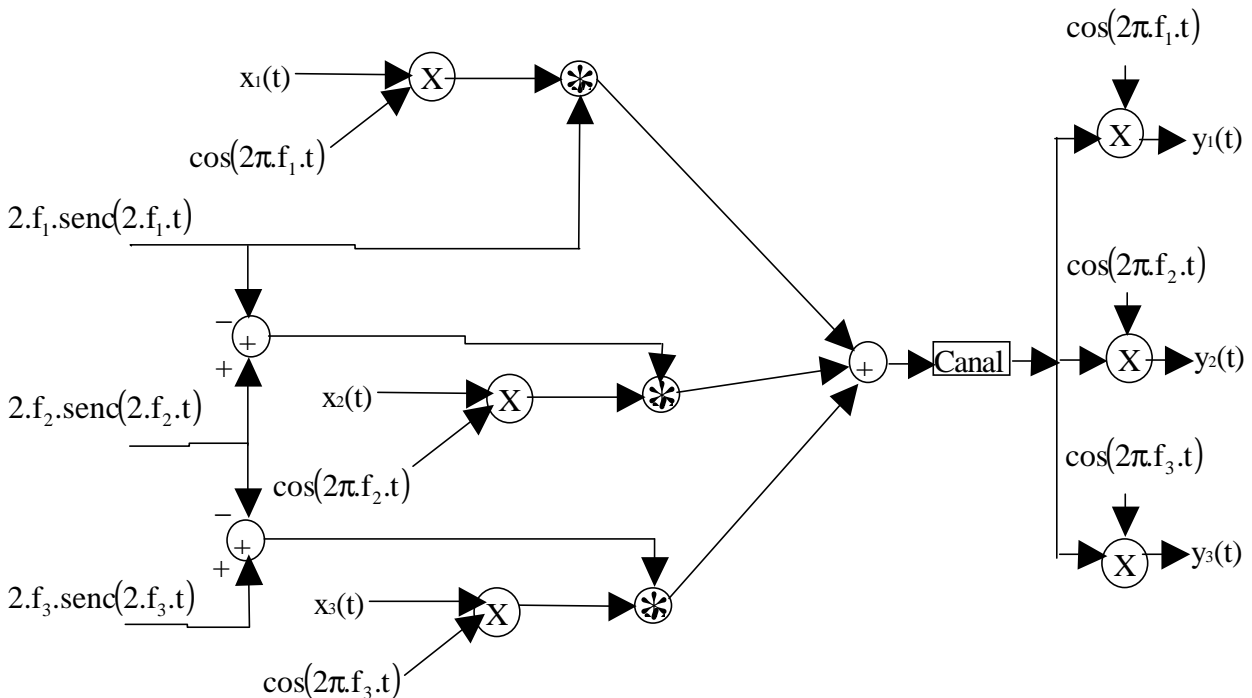 cos(2π.f₁.t)
x₁(t)
X
*
cos(2π.f₁.t)
X
y₁(t)
2.f₁.senc(2.f₁.t)
cos(2π.f₂.t)
−
+
+
+
Canal
X
y₂(t)
x₂(t)
X
*
2.f₂.senc(2.f₂.t)
cos(2π.f₂.t)
cos(2π.f₃.t)
−
+
+
X
y₃(t)
2.f₃.senc(2.f₃.t)
x₃(t)
X
*
cos(2π.f₃.t)